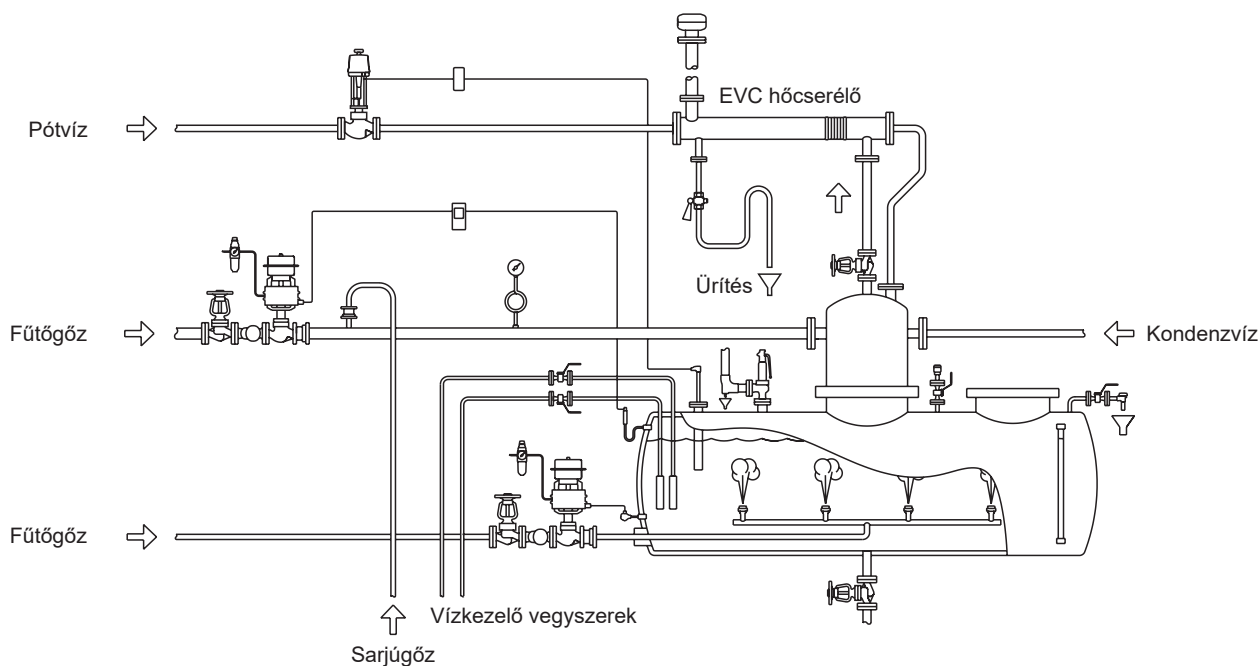 EVC hőcserélő
Pótvíz
Ürítés
Fűtőgőz
Kondenzvíz
Fűtőgőz
Vízkezelő vegyszerek
Sarjúgőz